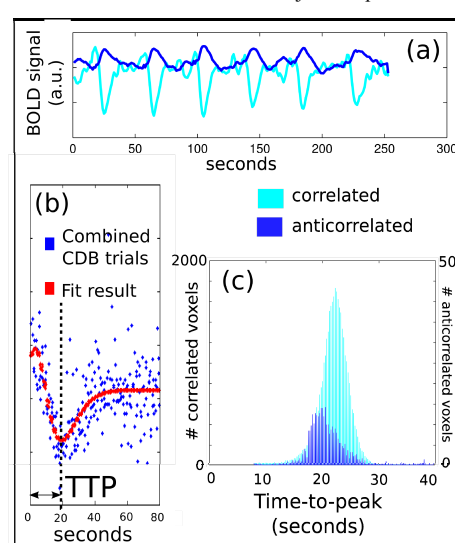 (a)
BOLD signal
(a.u.)
0 50 100 150 200 250 300
seconds
correlated
anticorrelated
(b)
Combined
CDB trials
Fit result
TTP
0 20 40 60 80
seconds
(c)
2000
0
# correlated voxels
50
0
# anticorrelated voxels
0 10 20 30 40
Time-to-peak
(seconds)